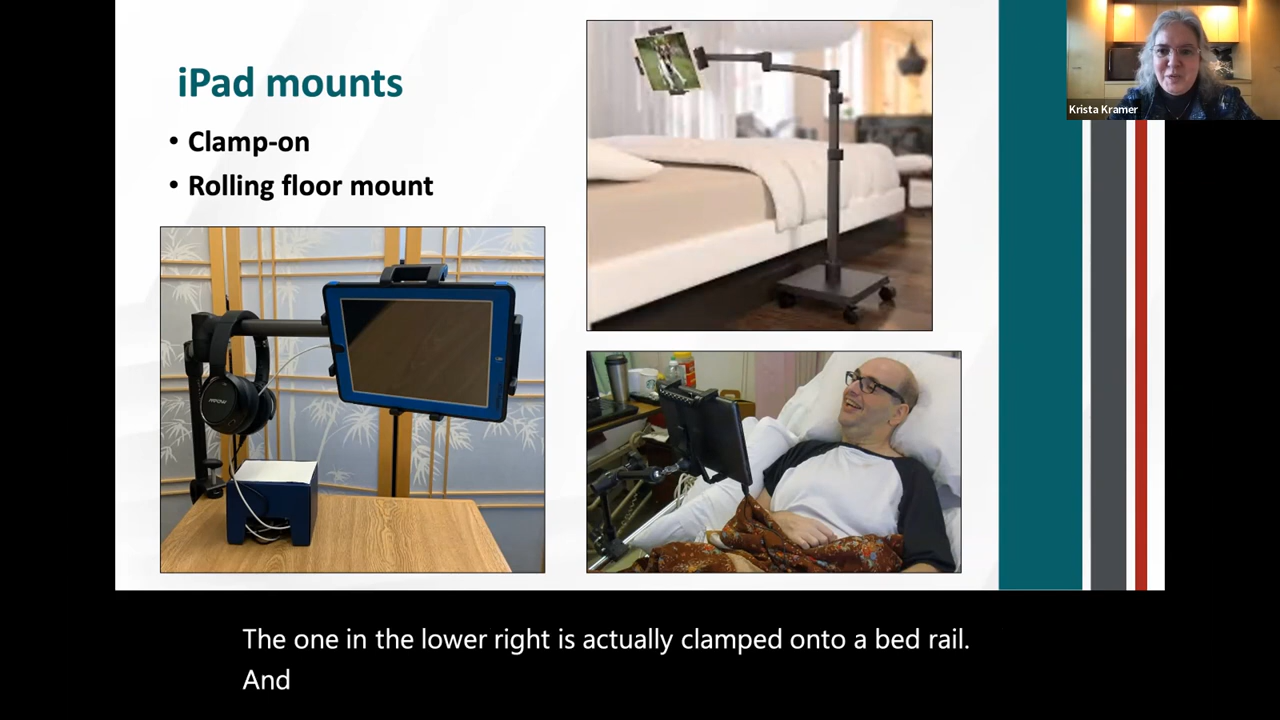 iPad mounts
• Clamp-on
• Rolling floor mount
Krista Kramer
The one in the lower right is actually clamped onto a bed rail.
And